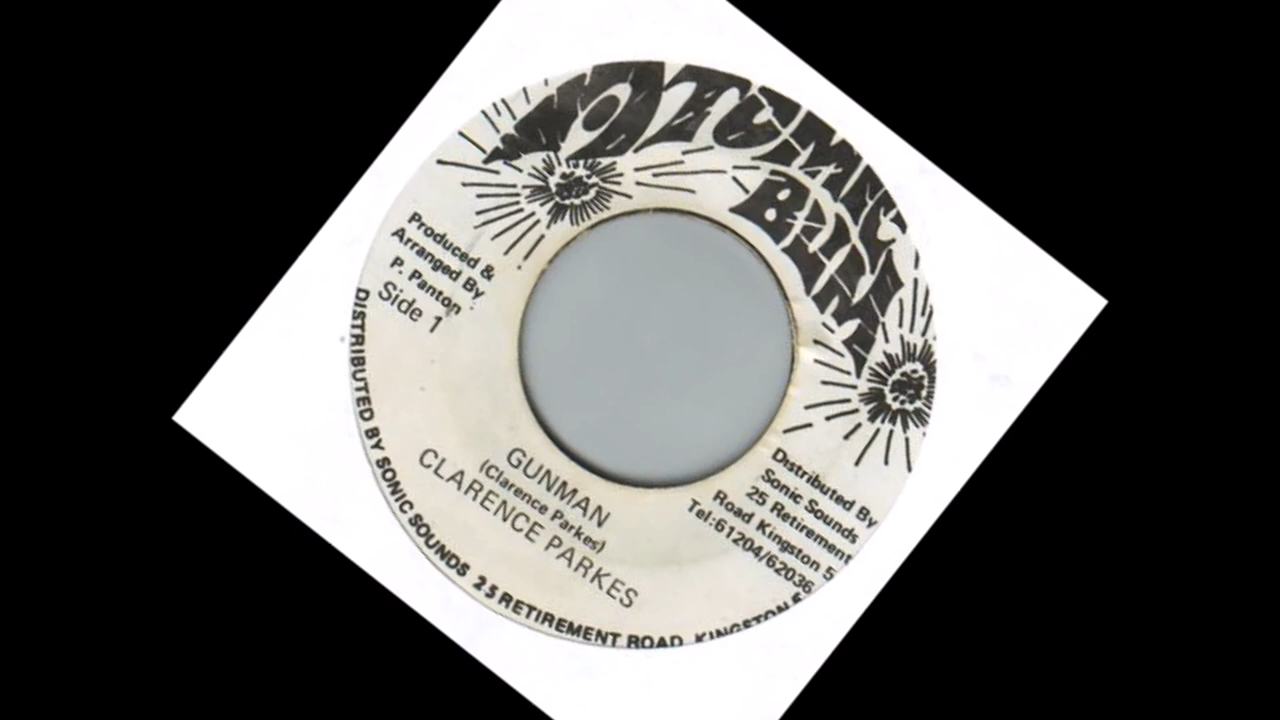 Produced &
Arranged By
P. Panton
Side 1
GUNMAN
(Clarence Parkes)
CLARENCE PARKES
Distributed By
Sonic Sounds
25 Retirement
Road Kingston 5
Tel:61204/62036
DISTRIBUTED BY SONIC SOUNDS 25 RETIREMENT ROAD, KINGSTON